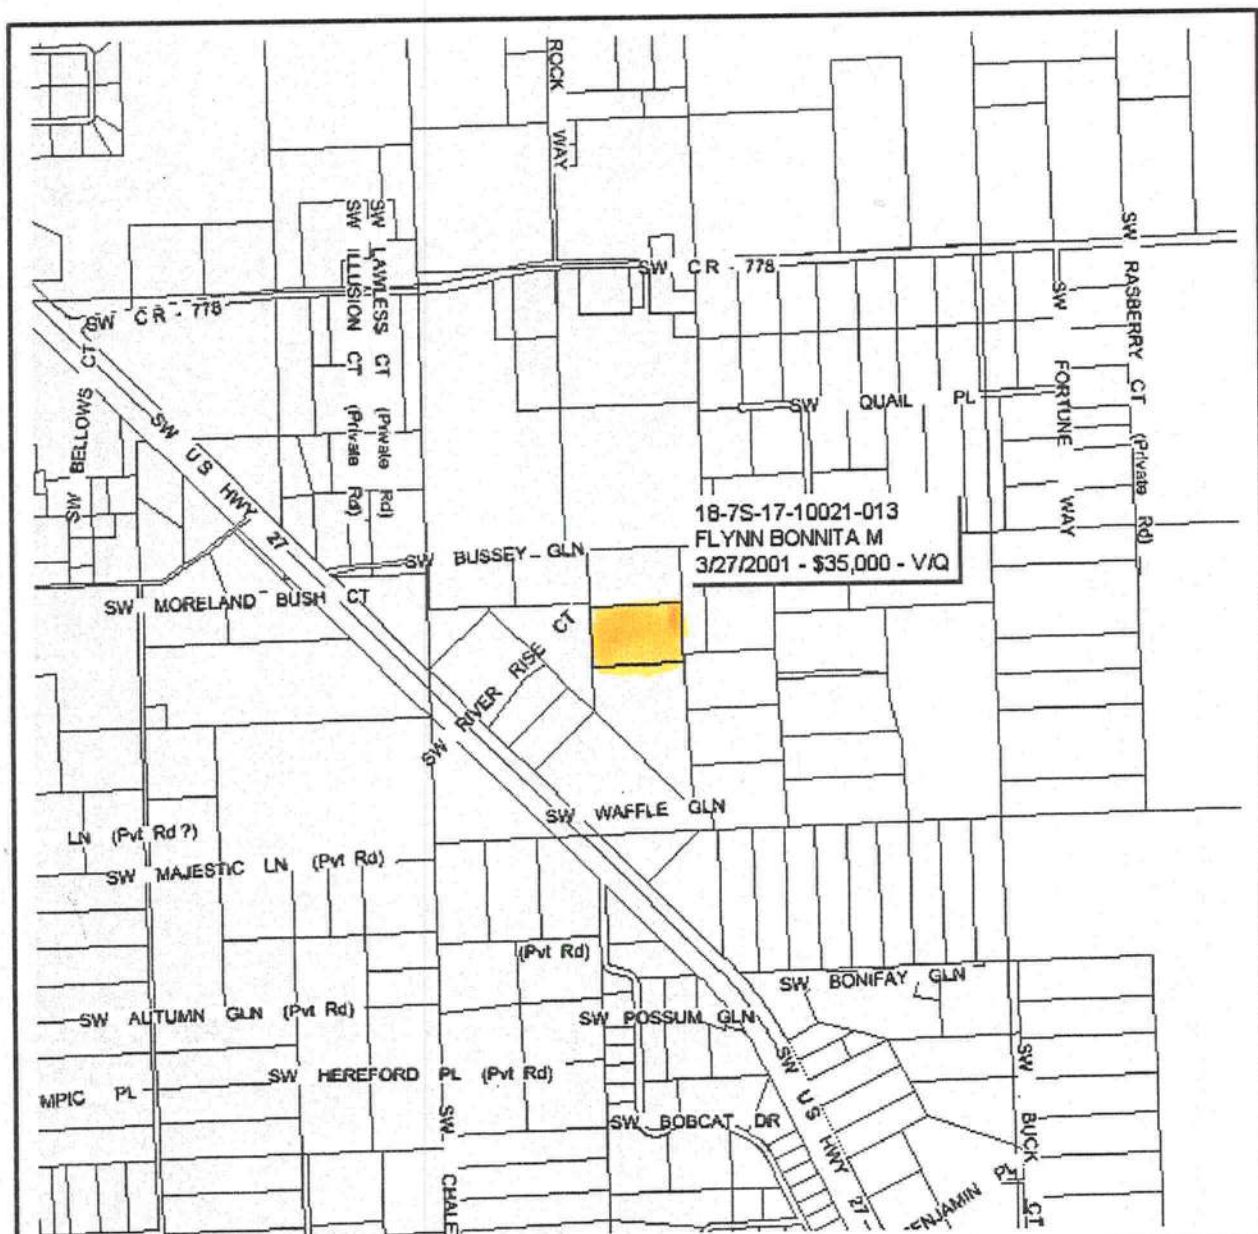 ROCK WAY
SW LAWLESS CT (Private Rd)
SW ILLUSION CT (Private Rd)
SW RASBERRY CT (Private Rd)
SW CR - 778
SW CR - 778
SW FORTUNE WAY
SW QUAIL PL
SW BELLOWS CT
SW US HWY 27
18-7S-17-10021-013
FLYNN BONNITA M
3/27/2001 - $35,000 - V/Q
SW BUSSEY GLN
SW MORELAND BUSH CT
SW RIVER RISE CT
SW WAFFLE GLN
LN (Pvt Rd ?)
SW MAJESTIC LN (Pvt Rd)
(Pvt Rd)
SW BONIFAY GLN
SW AUTUMN GLN (Pvt Rd)
SW POSSUM GLN
SW HEREFORD PL (Pvt Rd)
SW US HWY 27
SW BUCK CT
MPIC PL
SW BOBCAT DR
SW CHALE
ENJAMIN